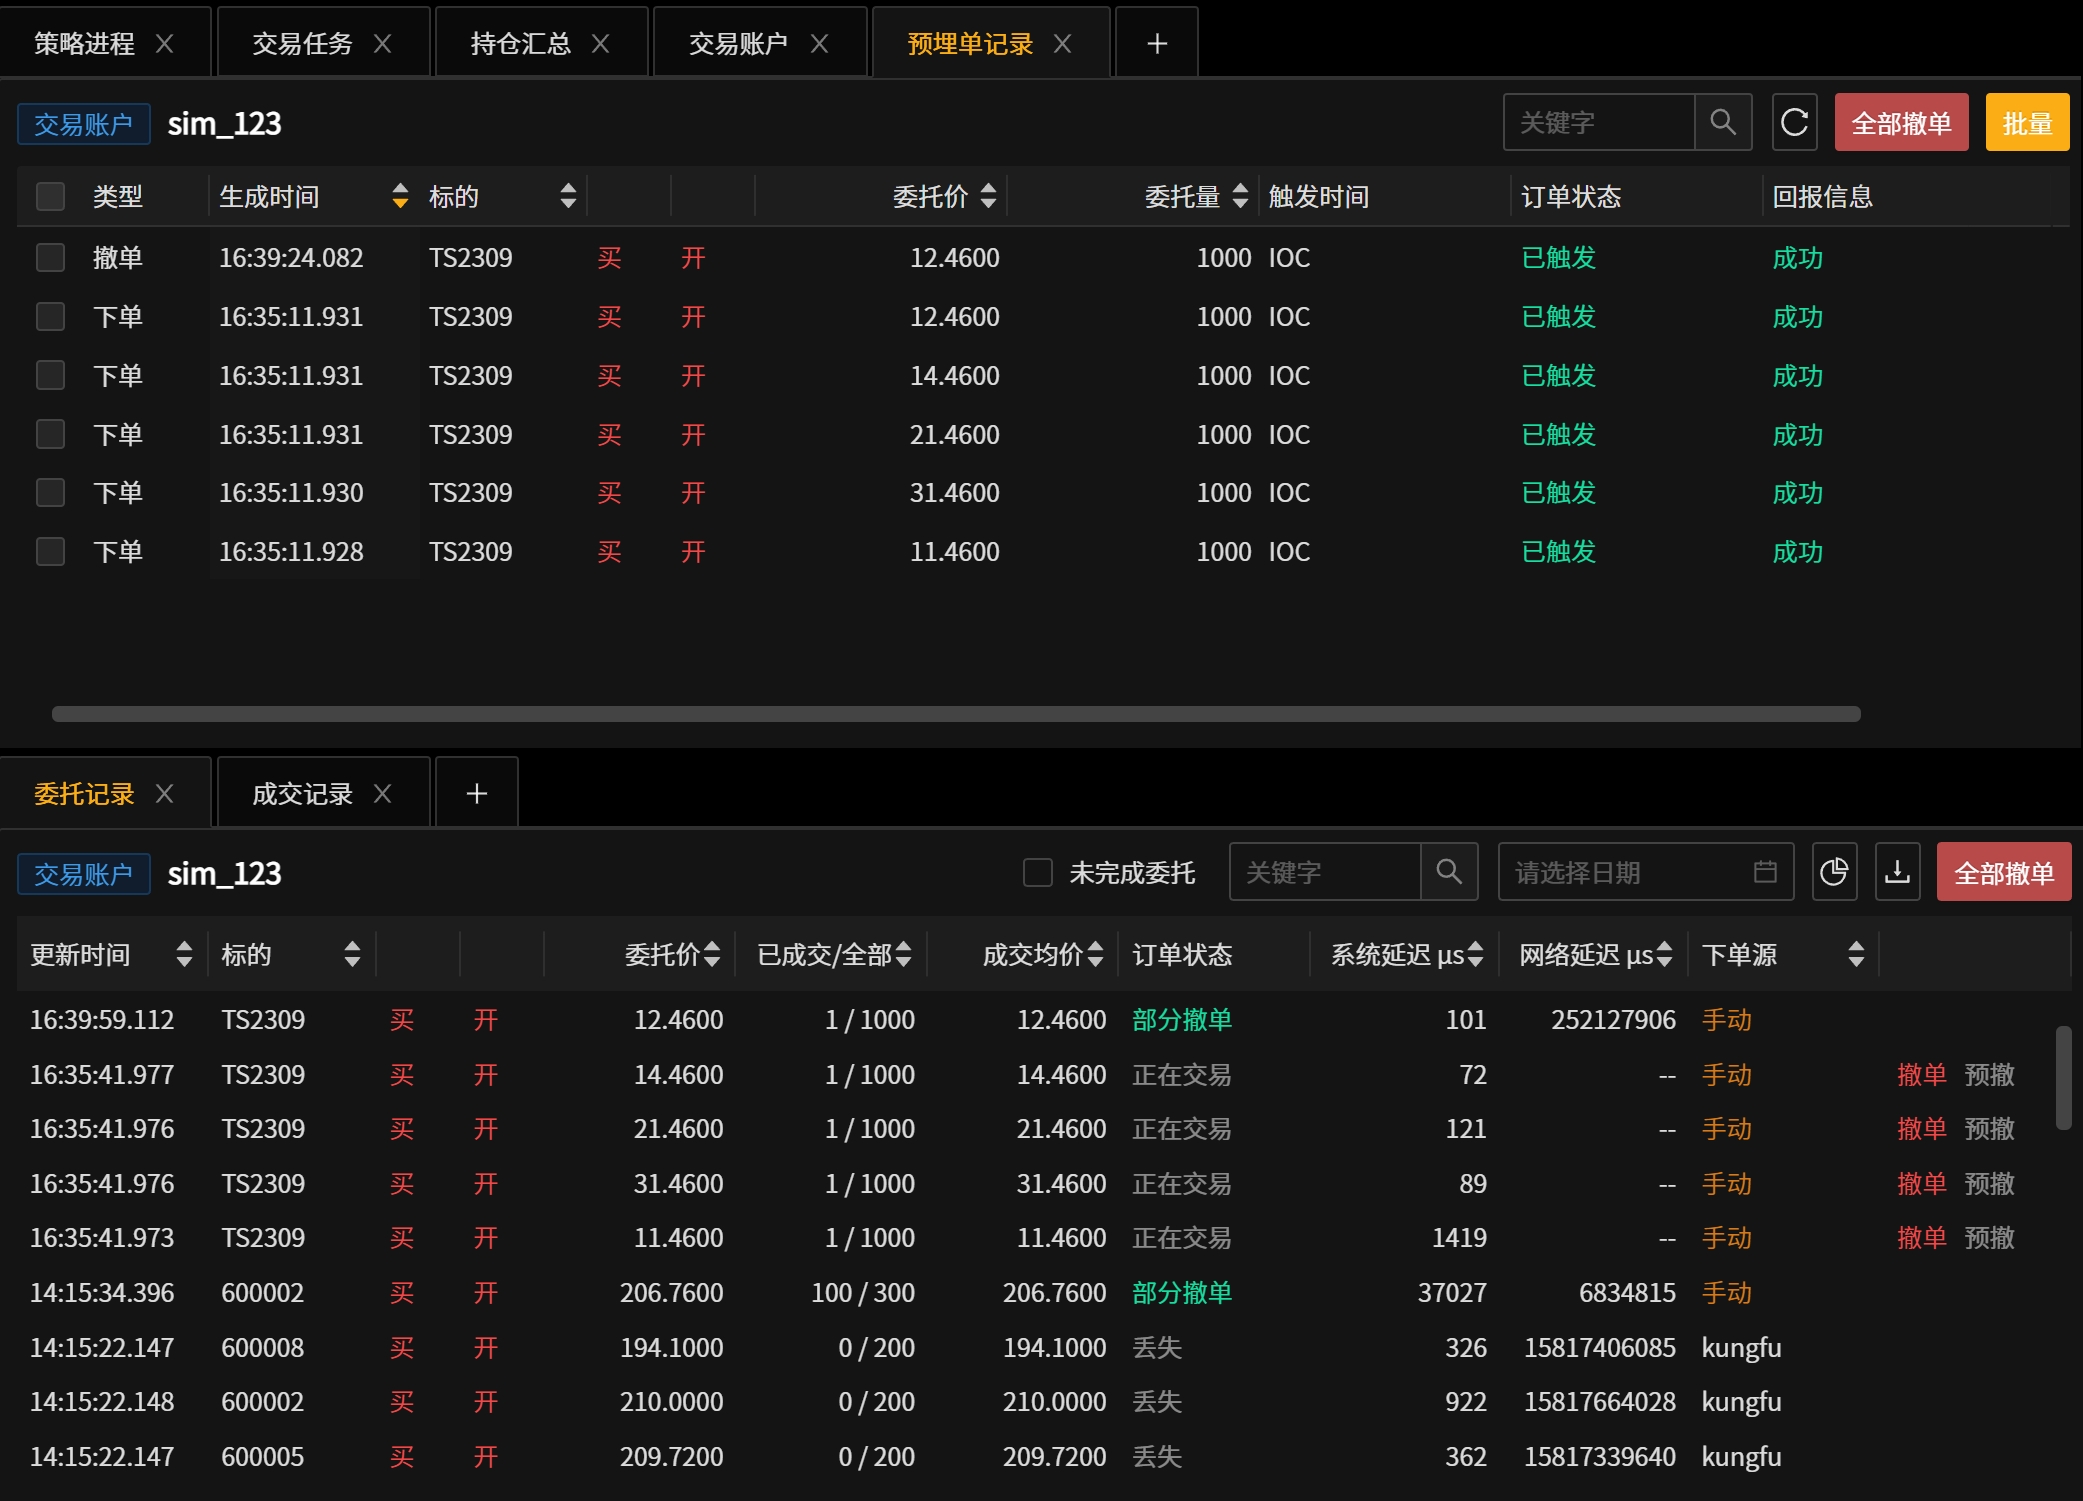 策略进程 X 交易任务 X 持仓汇总 X 交易账户 X 预埋单记录 X +
交易账户 sim_123 关键字 全部撤单 批量
类型 生成时间 标的 委托价 委托量 触发时间 订单状态 回报信息
撤单 16:39:24.082 TS2309 买 开 12.4600 1000 IOC 已触发 成功
下单 16:35:11.931 TS2309 买 开 12.4600 1000 IOC 已触发 成功
下单 16:35:11.931 TS2309 买 开 14.4600 1000 IOC 已触发 成功
下单 16:35:11.931 TS2309 买 开 21.4600 1000 IOC 已触发 成功
下单 16:35:11.930 TS2309 买 开 31.4600 1000 IOC 已触发 成功
下单 16:35:11.928 TS2309 买 开 11.4600 1000 IOC 已触发 成功
委托记录 X 成交记录 X +
交易账户 sim_123 未完成委托 关键字 请选择日期 全部撤单
更新时间 标的 委托价 已成交/全部 成交均价 订单状态 系统延迟 μs 网络延迟 μs 下单源
16:39:59.112 TS2309 买 开 12.4600 1 / 1000 12.4600 部分撤单 101 252127906 手动
16:35:41.977 TS2309 买 开 14.4600 1 / 1000 14.4600 正在交易 72 -- 手动 撤单 预撤
16:35:41.976 TS2309 买 开 21.4600 1 / 1000 21.4600 正在交易 121 -- 手动 撤单 预撤
16:35:41.976 TS2309 买 开 31.4600 1 / 1000 31.4600 正在交易 89 -- 手动 撤单 预撤
16:35:41.973 TS2309 买 开 11.4600 1 / 1000 11.4600 正在交易 1419 -- 手动 撤单 预撤
14:15:34.396 600002 买 开 206.7600 100 / 300 206.7600 部分撤单 37027 6834815 手动
14:15:22.147 600008 买 开 194.1000 0 / 200 194.1000 丢失 326 15817406085 kungfu
14:15:22.148 600002 买 开 210.0000 0 / 200 210.0000 丢失 922 15817664028 kungfu
14:15:22.147 600005 买 开 209.7200 0 / 200 209.7200 丢失 362 15817339640 kungfu